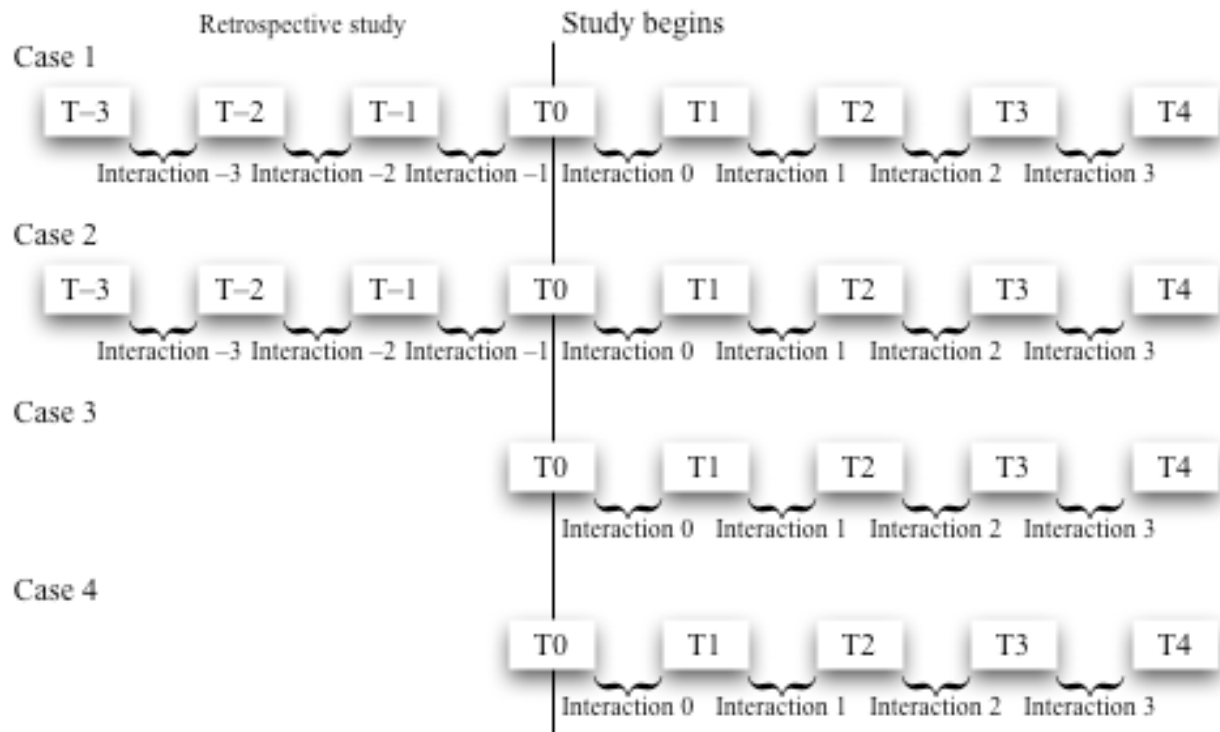 Retrospective study Study begins
Case 1
T–3 T–2 T–1 T0 T1 T2 T3 T4
Interaction –3 Interaction –2 Interaction –1 Interaction 0 Interaction 1 Interaction 2 Interaction 3
Case 2
T–3 T–2 T–1 T0 T1 T2 T3 T4
Interaction –3 Interaction –2 Interaction –1 Interaction 0 Interaction 1 Interaction 2 Interaction 3
Case 3
T0 T1 T2 T3 T4
Interaction 0 Interaction 1 Interaction 2 Interaction 3
Case 4
T0 T1 T2 T3 T4
Interaction 0 Interaction 1 Interaction 2 Interaction 3